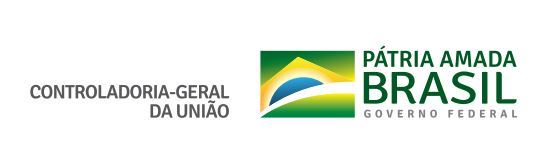 CONTROLADORIA-GERAL
DA UNIÃO
PÁTRIA AMADA
BRASIL
GOVERNO FEDERAL